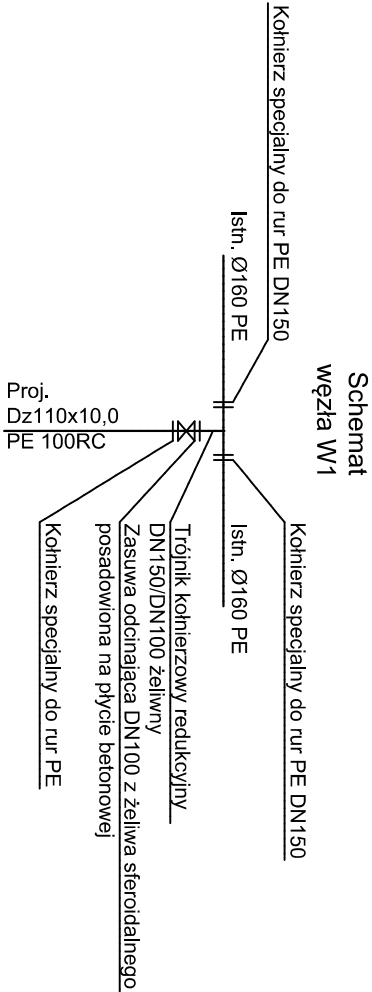 Schemat
węzła W1
Kołnierz specjalny do rur PE DN150
Kołnierz specjalny do rur PE DN150
Istn. Ø160 PE
Istn. Ø160 PE
Trójnik kołnierzowy redukcyjny
DN150/DN100 żeliwny
Zasuwa odcinająca DN100 z żeliwa sferoidalnego
posadowiona na płycie betonowej
Kołnierz specjalny do rur PE
Proj.
Dz110x10,0
PE 100RC